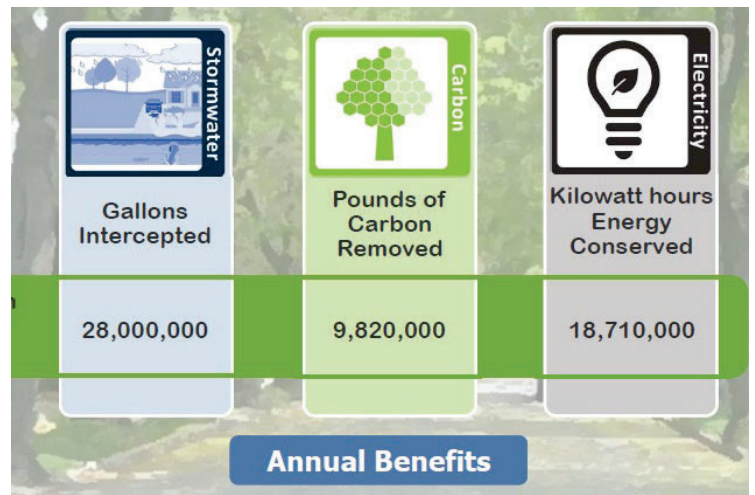 Stormwater
Carbon
Electricity
Gallons
Intercepted
Pounds of
Carbon
Removed
Kilowatt hours
Energy
Conserved
28,000,000
9,820,000
18,710,000
Annual Benefits